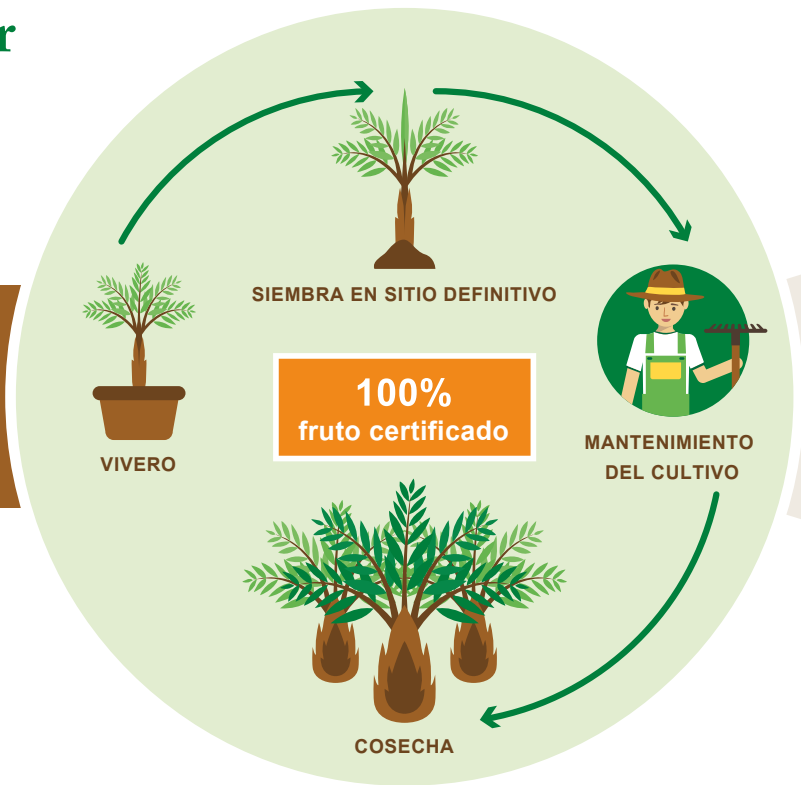 r
SIEMBRA EN SITIO DEFINITIVO
100%
fruto certificado
VIVERO
MANTENIMIENTO
DEL CULTIVO
COSECHA